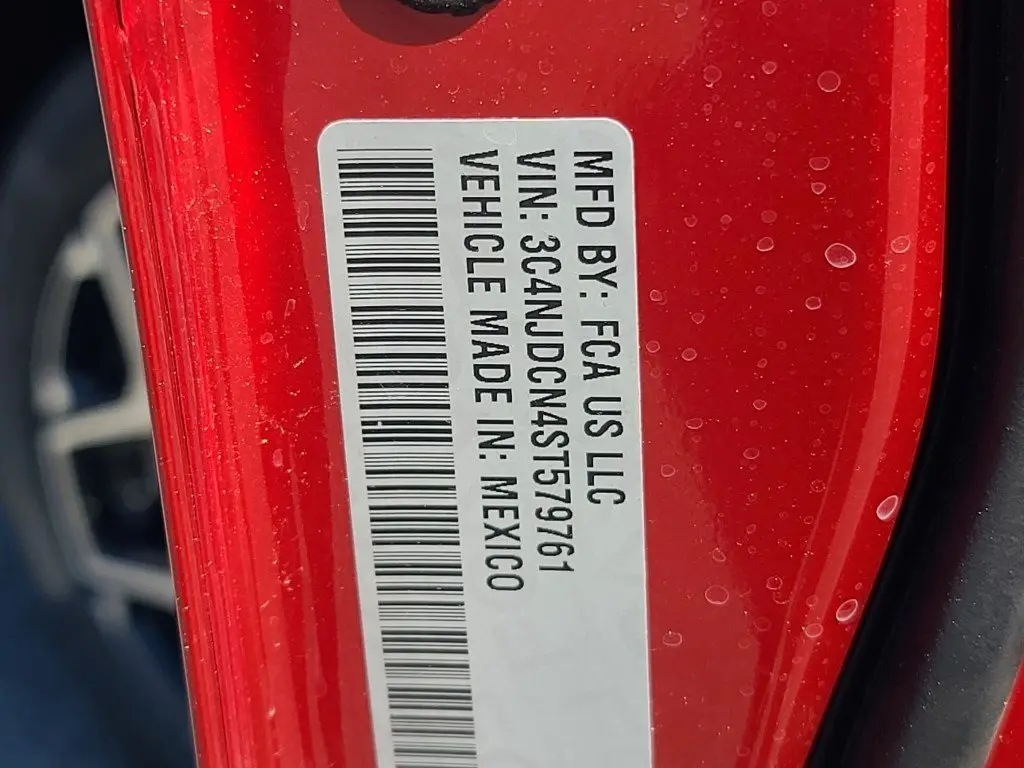 MFD BY: FCA US LLC
VIN: 3C4NJDCN4ST579761
VEHICLE MADE IN: MEXICO